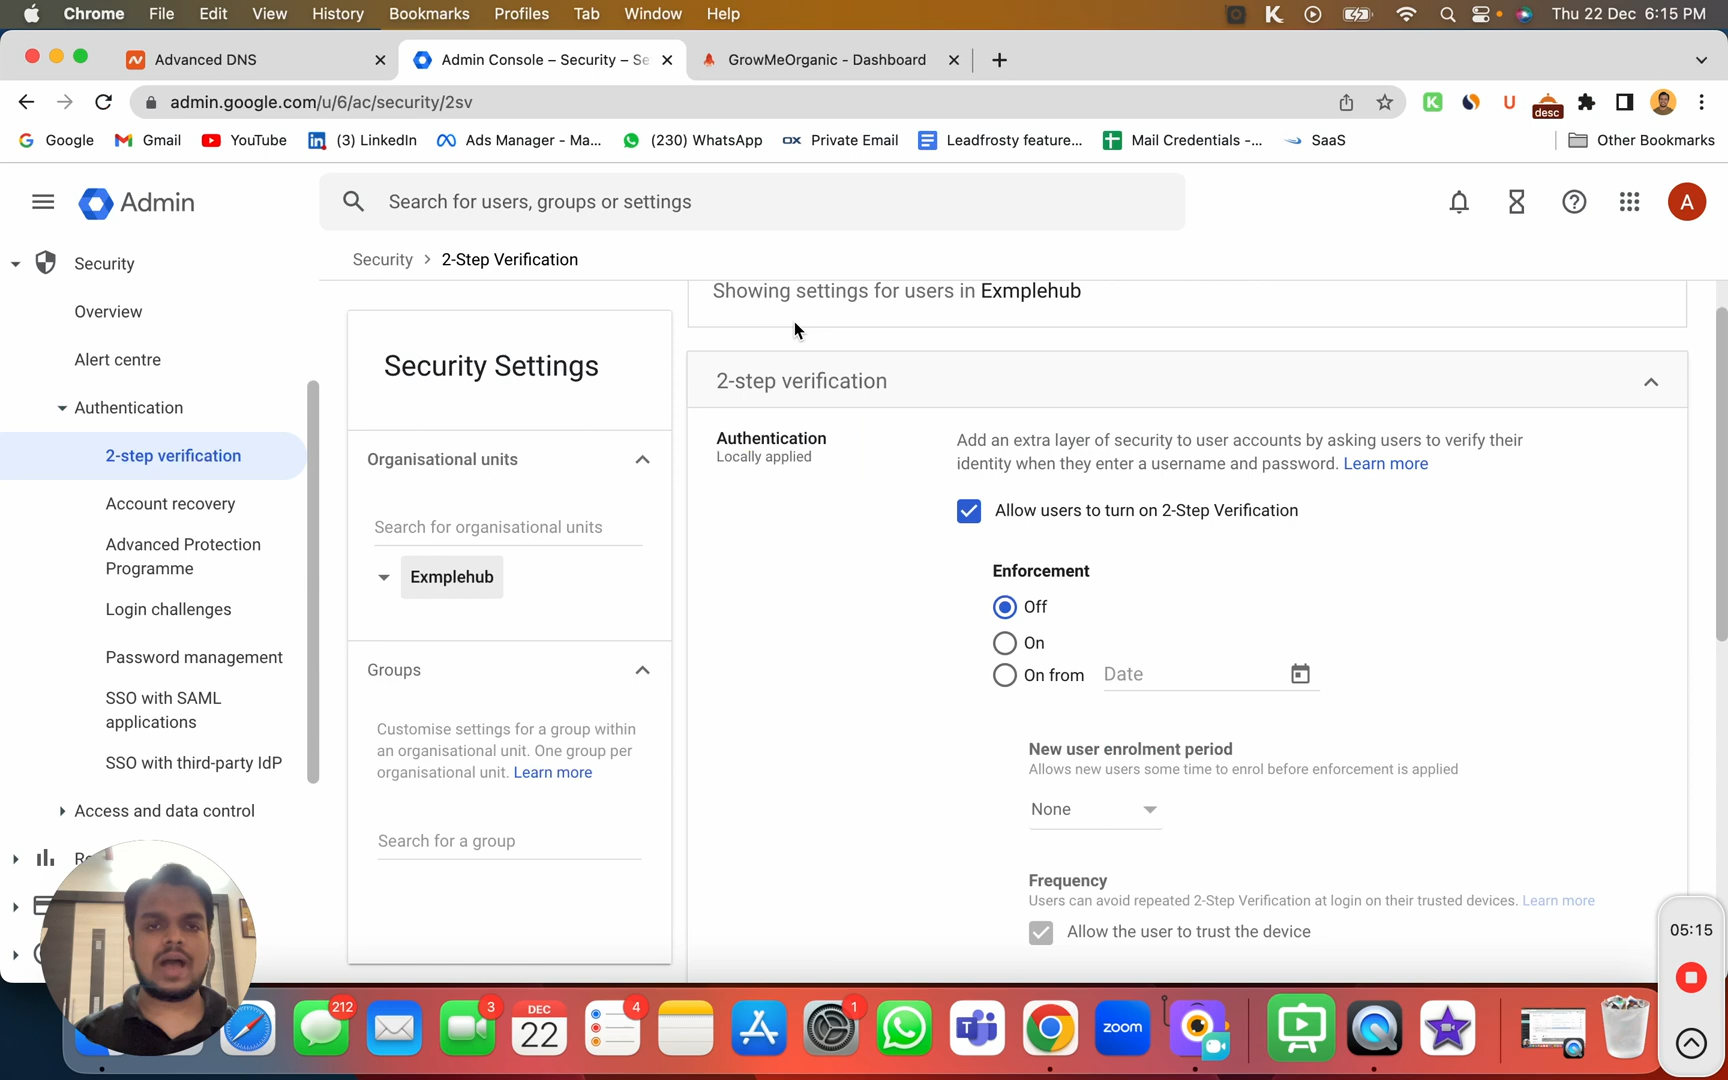 Chrome File Edit View History Bookmarks Profiles Tab Window Help
Thu 22 Dec 6:15 PM
Advanced DNS
Admin Console – Security – Se
GrowMeOrganic - Dashboard
admin.google.com/u/6/ac/security/2sv
desc
Google
Gmail
YouTube
(3) LinkedIn
Ads Manager - Ma...
(230) WhatsApp
OX Private Email
Leadfrosty feature...
Mail Credentials -...
SaaS
Other Bookmarks
Admin
Search for users, groups or settings
A
Security
Overview
Alert centre
Authentication
2-step verification
Account recovery
Advanced Protection
Programme
Login challenges
Password management
SSO with SAML
applications
SSO with third-party IdP
Access and data control
Security > 2-Step Verification
Security Settings
Organisational units
Search for organisational units
Exmplehub
Groups
Customise settings for a group within
an organisational unit. One group per
organisational unit. Learn more
Search for a group
Showing settings for users in Exmplehub
2-step verification
Authentication
Locally applied
Add an extra layer of security to user accounts by asking users to verify their
identity when they enter a username and password. Learn more
Allow users to turn on 2-Step Verification
Enforcement
Off
On
On from Date
New user enrolment period
Allows new users some time to enrol before enforcement is applied
None
Frequency
Users can avoid repeated 2-Step Verification at login on their trusted devices. Learn more
Allow the user to trust the device
05:15
212
3
DEC
22
4
1
zoom